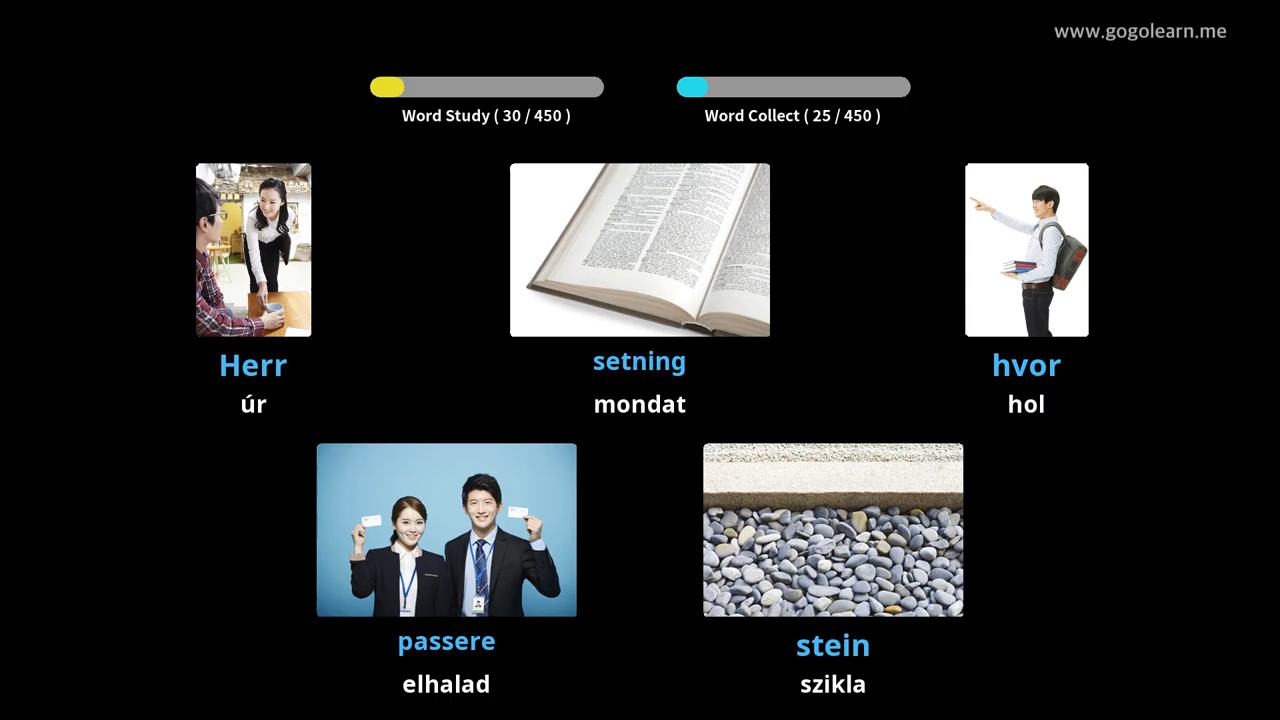 www.gogolearn.me
Word Study ( 30 / 450 )
Word Collect ( 25 / 450 )
Herr
úr
setning
mondat
hvor
hol
passere
elhalad
stein
szikla